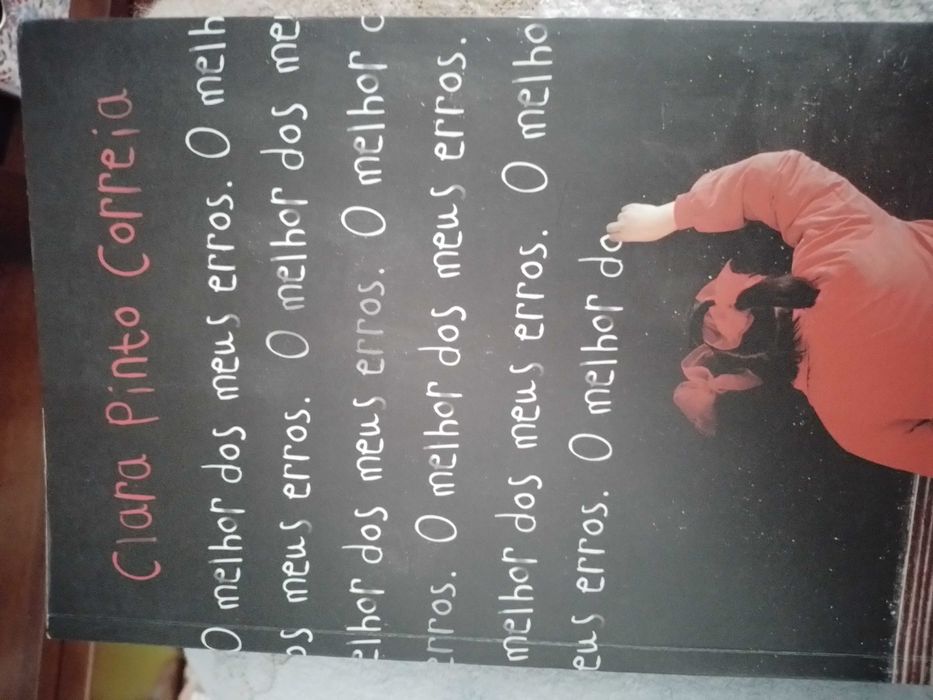 Clara Pinto Correia
O melhor dos meus erros. O melh
os meus erros. O melhor dos me
elhor dos meus erros. O melhor d
erros. O melhor dos meus erros.
melhor dos meus erros. O melho
eus erros. O melhor do